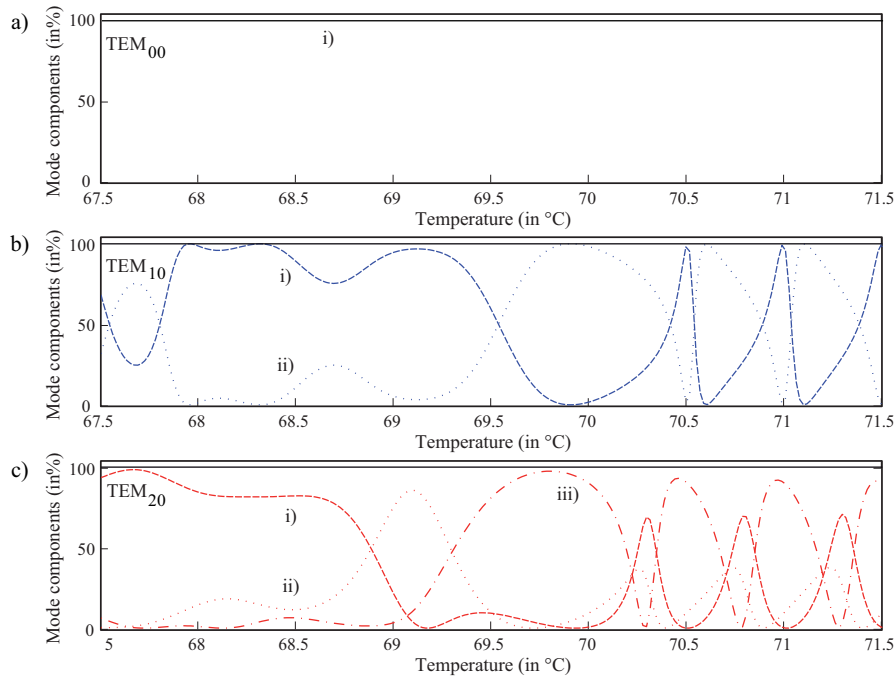 a)
Mode components (in%)
100
50
0
TEM00
i)
67.5 68 68.5 69 69.5 70 70.5 71 71.5
Temperature (in °C)
b)
Mode components (in%)
100
50
0
TEM10
i)
ii)
67.5 68 68.5 69 69.5 70 70.5 71 71.5
Temperature (in °C)
c)
Mode components (in%)
100
50
0
TEM20
i)
ii)
iii)
5 68 68.5 69 69.5 70 70.5 71 71.5
Temperature (in °C)